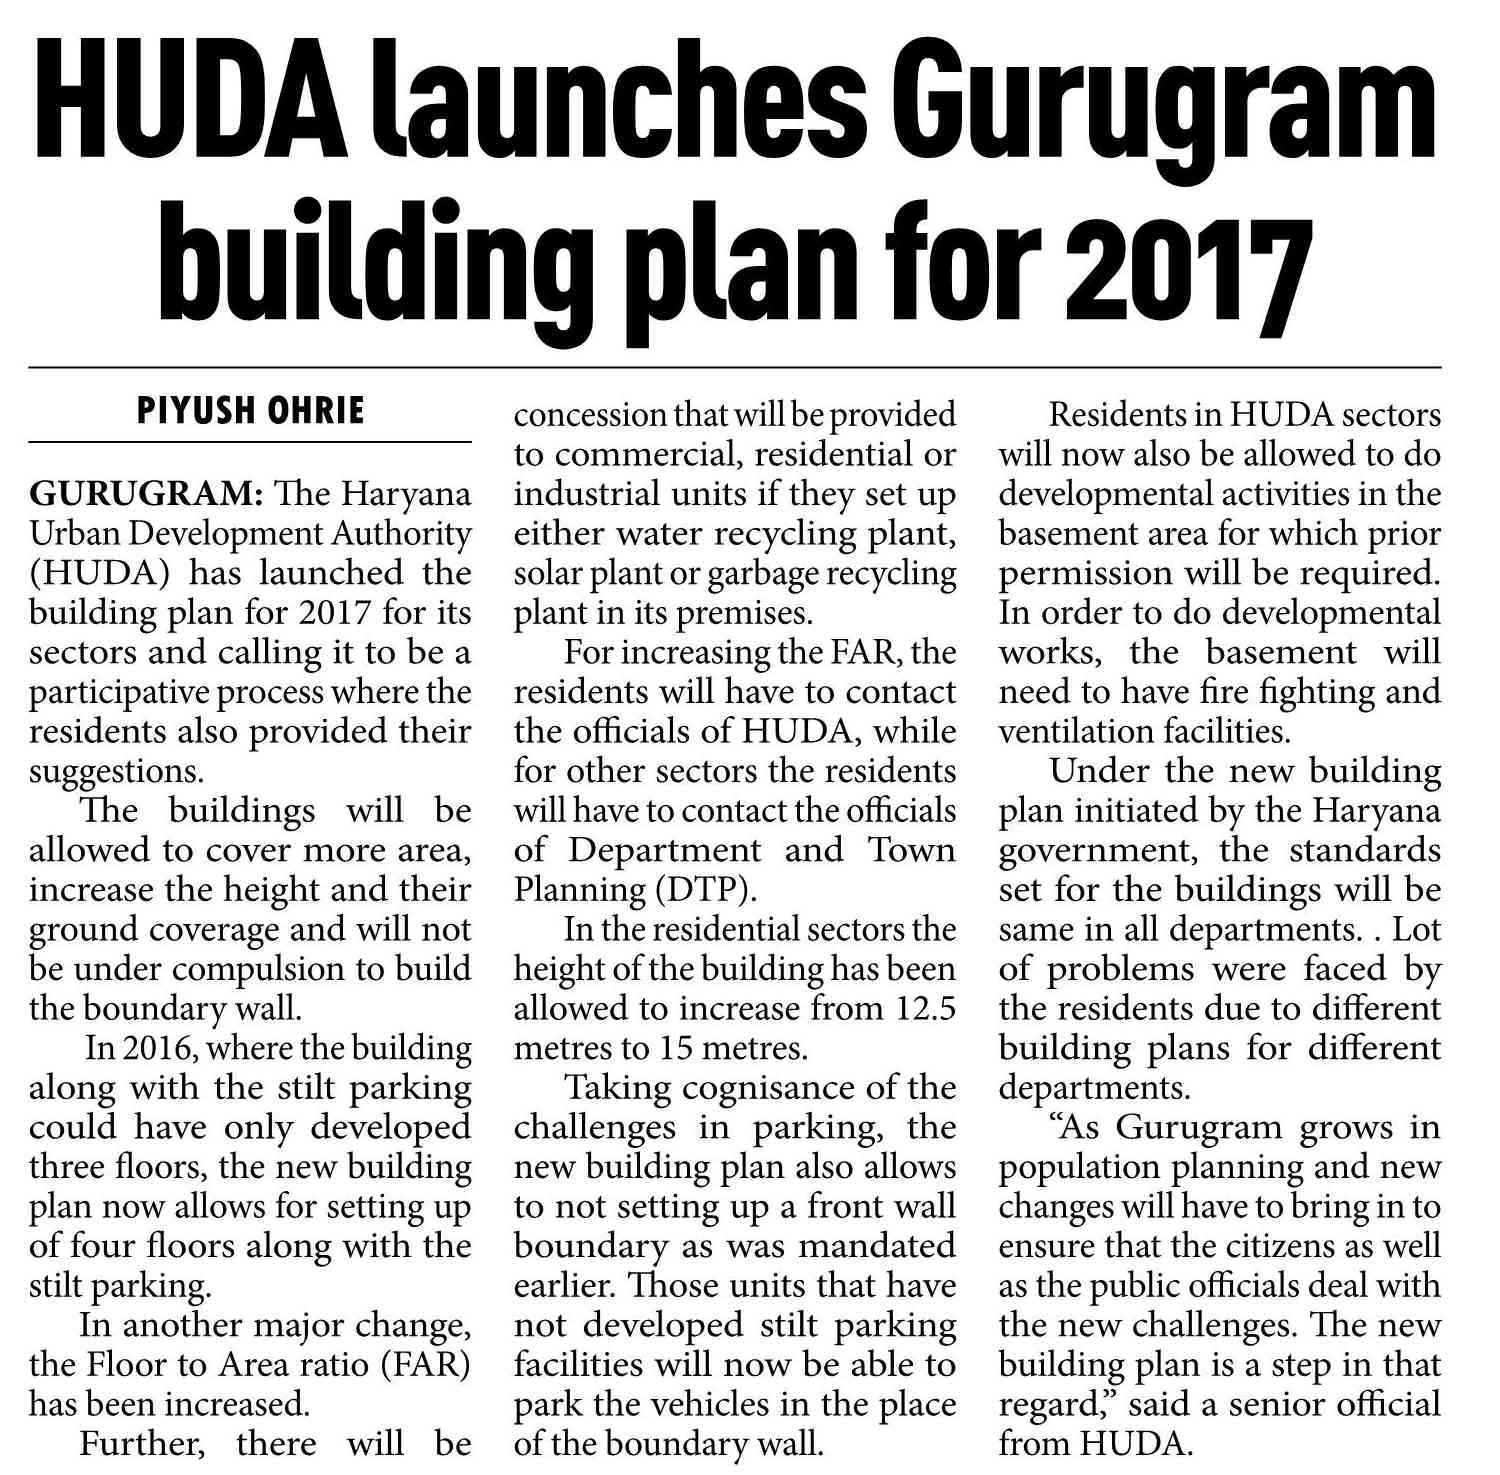 HUDA launches Gurugram
building plan for 2017
PIYUSH OHRIE
GURUGRAM: The Haryana
Urban Development Authority
(HUDA) has launched the
building plan for 2017 for its
sectors and calling it to be a
participative process where the
residents also provided their
suggestions.
The buildings will be
allowed to cover more area,
increase the height and their
ground coverage and will not
be under compulsion to build
the boundary wall.
In 2016, where the building
along with the stilt parking
could have only developed
three floors, the new building
plan now allows for setting up
of four floors along with the
stilt parking.
In another major change,
the Floor to Area ratio (FAR)
has been increased.
Further, there will be
concession that will be provided
to commercial, residential or
industrial units if they set up
either water recycling plant,
solar plant or garbage recycling
plant in its premises.
For increasing the FAR, the
residents will have to contact
the officials of HUDA, while
for other sectors the residents
will have to contact the officials
of Department and Town
Planning (DTP).
In the residential sectors the
height of the building has been
allowed to increase from 12.5
metres to 15 metres.
Taking cognisance of the
challenges in parking, the
new building plan also allows
to not setting up a front wall
boundary as was mandated
earlier. Those units that have
not developed stilt parking
facilities will now be able to
park the vehicles in the place
of the boundary wall.
Residents in HUDA sectors
will now also be allowed to do
developmental activities in the
basement area for which prior
permission will be required.
In order to do developmental
works, the basement will
need to have fire fighting and
ventilation facilities.
Under the new building
plan initiated by the Haryana
government, the standards
set for the buildings will be
same in all departments. . Lot
of problems were faced by
the residents due to different
building plans for different
departments.
“As Gurugram grows in
population planning and new
changes will have to bring in to
ensure that the citizens as well
as the public officials deal with
the new challenges. The new
building plan is a step in that
regard,” said a senior official
from HUDA.